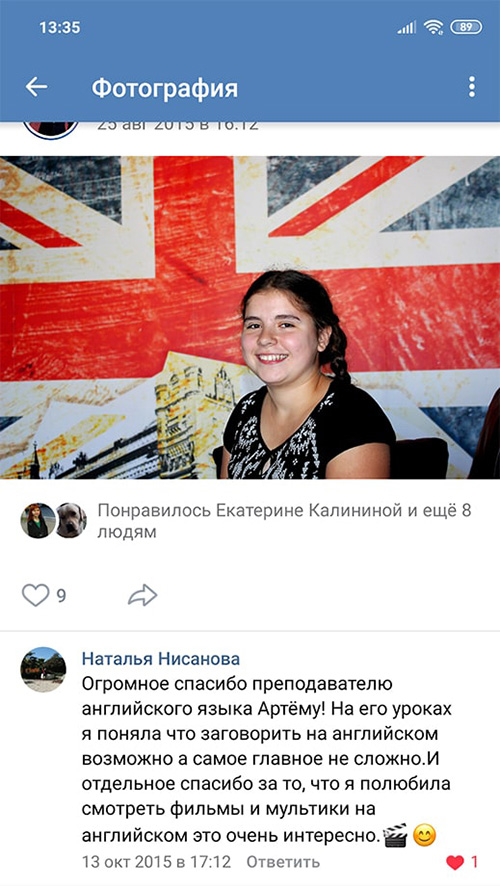 13:35
89
Фотография
25 авг 2015 в 16:12
Понравилось Екатерине Калининой и ещё 8
людям
9
Наталья Нисанова
Огромное спасибо преподавателю
английского языка Артёму! На его уроках
я поняла что заговорить на английском
возможно а самое главное не сложно.И
отдельное спасибо за то, что я полюбила
смотреть фильмы и мультики на
английском это очень интересно.🎬😊
13 окт 2015 в 17:12 Ответить
1